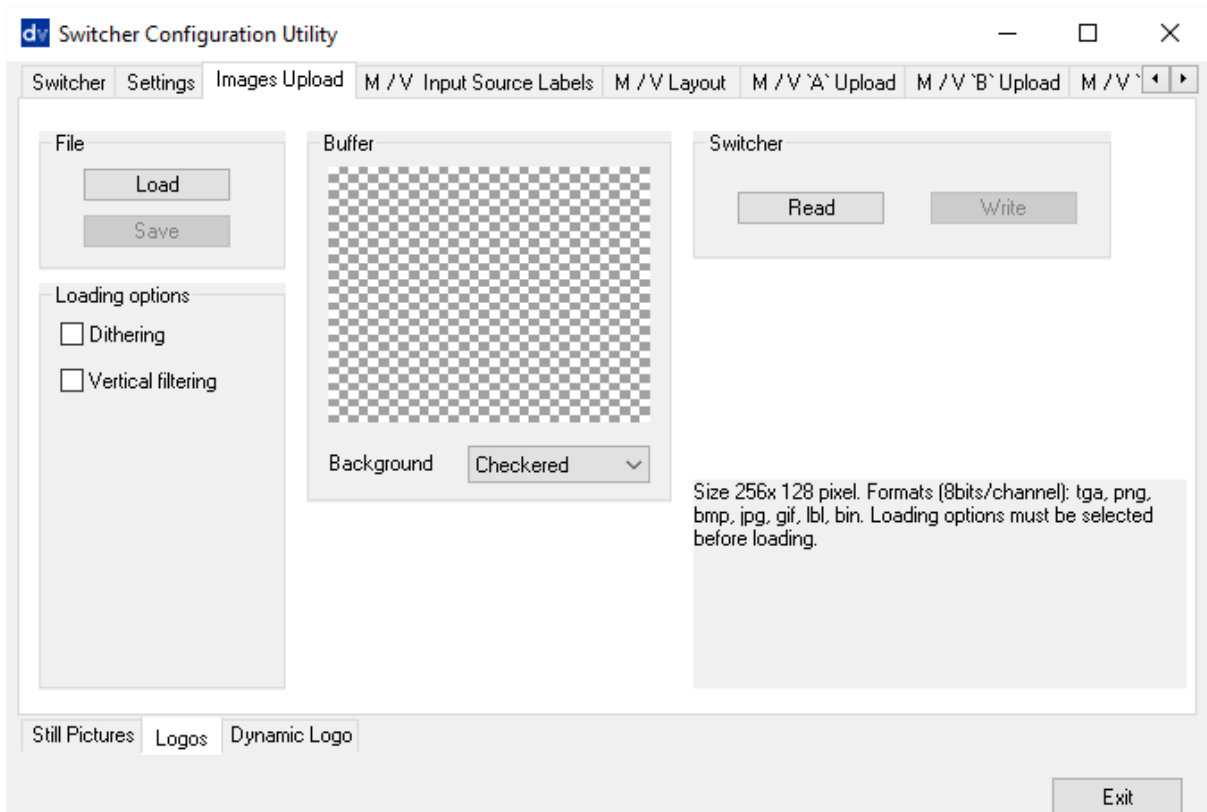 dv Switcher Configuration Utility
Switcher Settings Images Upload M / V Input Source Labels M / V Layout M / V `A` Upload M / V `B` Upload M / V `
File
Load
Save
Loading options
Dithering
Vertical filtering
Buffer
Background Checkered
Switcher
Read Write
Size 256x 128 pixel. Formats (8bits/channel): tga, png,
bmp, jpg, gif, lbl, bin. Loading options must be selected
before loading.
Still Pictures Logos Dynamic Logo
Exit